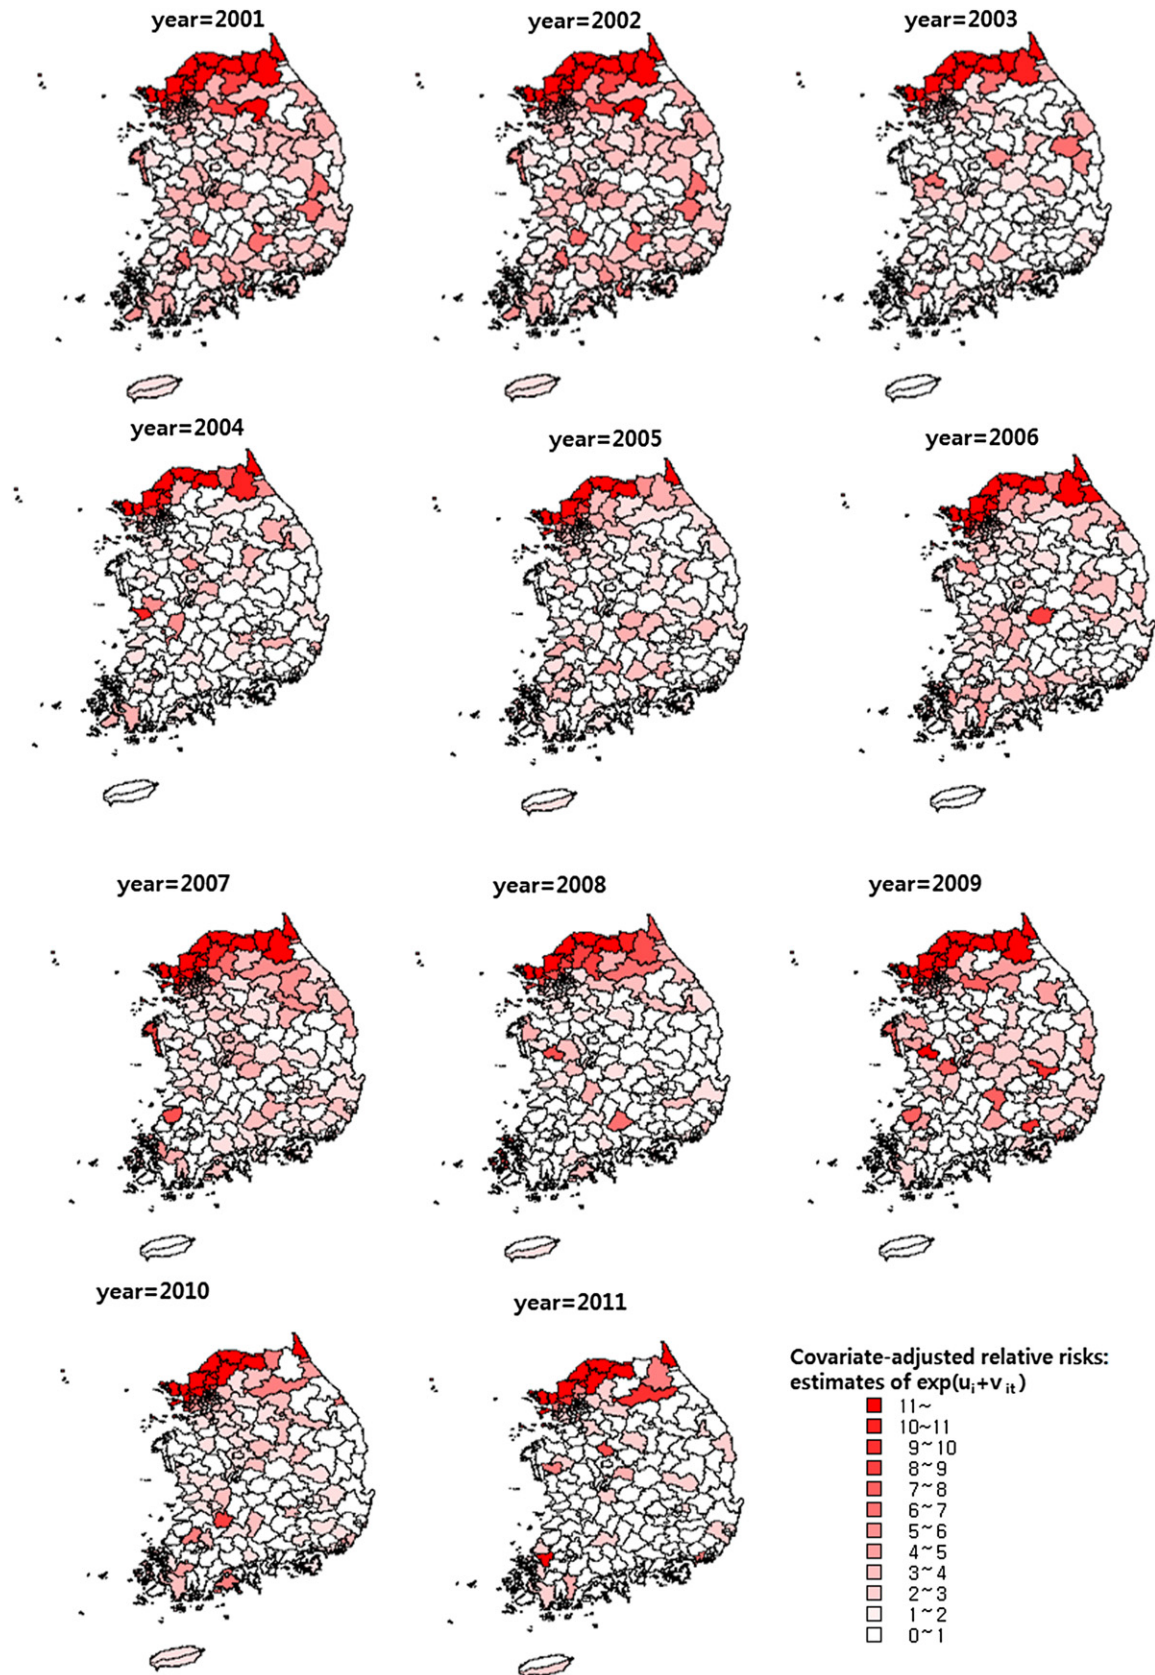 year=2001
year=2002
year=2003
year=2004
year=2005
year=2006
year=2007
year=2008
year=2009
year=2010
year=2011
Covariate-adjusted relative risks:
estimates of exp(uᵢ+vᵢₜ)
11~
10~11
9~10
8~9
7~8
6~7
5~6
4~5
3~4
2~3
1~2
0~1